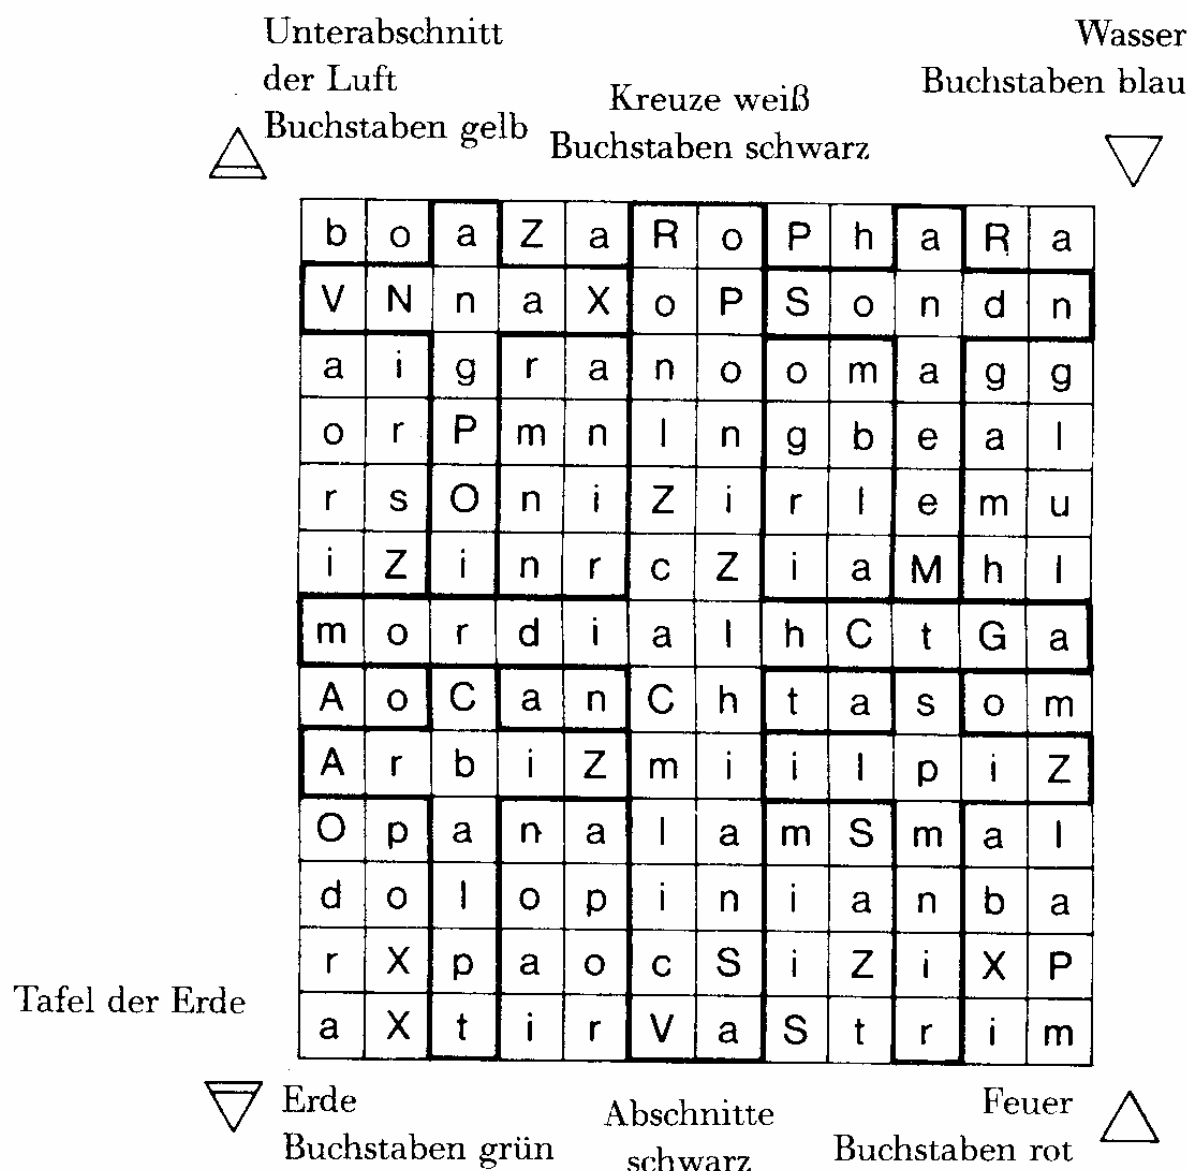 Unterabschnitt
der Luft
Buchstaben gelb
Kreuze weiß
Buchstaben schwarz
Wasser
Buchstaben blau
b o a Z a R o P h a R a
V N n a X o P S o n d n
a i g r a n o o m a g g
o r P m n I n g b e a l
r s O n i Z i r l e m u
i Z i n r c Z i a M h l
m o r d i a l h C t G a
A o C a n C h t a s o m
A r b i Z m i i l p i Z
O p a n a l a m S m a l
d o l o p i n i a n b a
r X p a o c S i Z i X P
a X t i r V a S t r i m
Tafel der Erde
Erde
Buchstaben grün
Abschnitte
schwarz
Feuer
Buchstaben rot